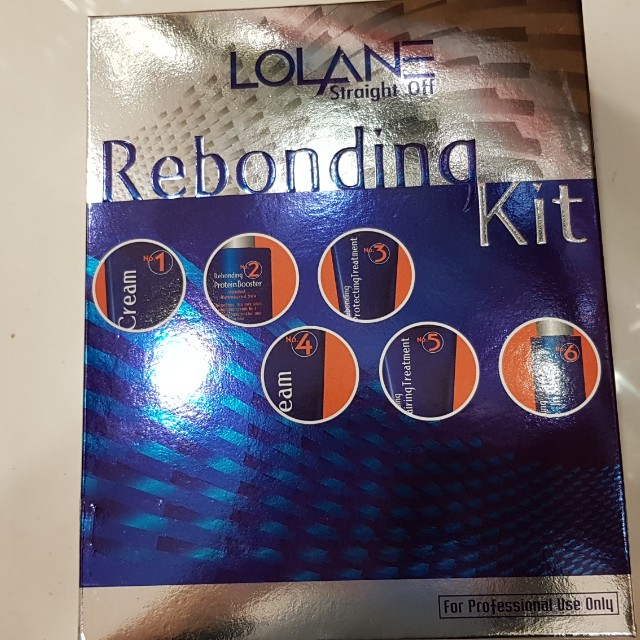 LOLANE
Straight Off
Rebonding
Kit
Cream
No.1
Rebonding
No.2
Protein Booster
No.3
Protecting Treatment
No.4
eam
No.5
airing Treatment
No.6
For Professional Use Only